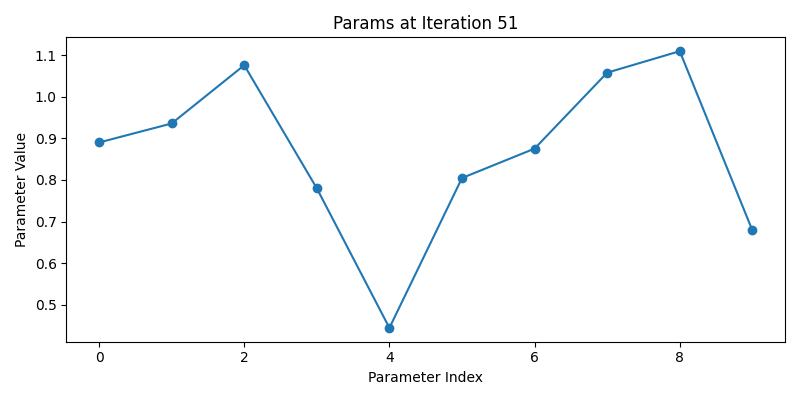 Params at Iteration 51
1.1
1.0
0.9
0.8
0.7
0.6
0.5
Parameter Value
0 2 4 6 8
Parameter Index